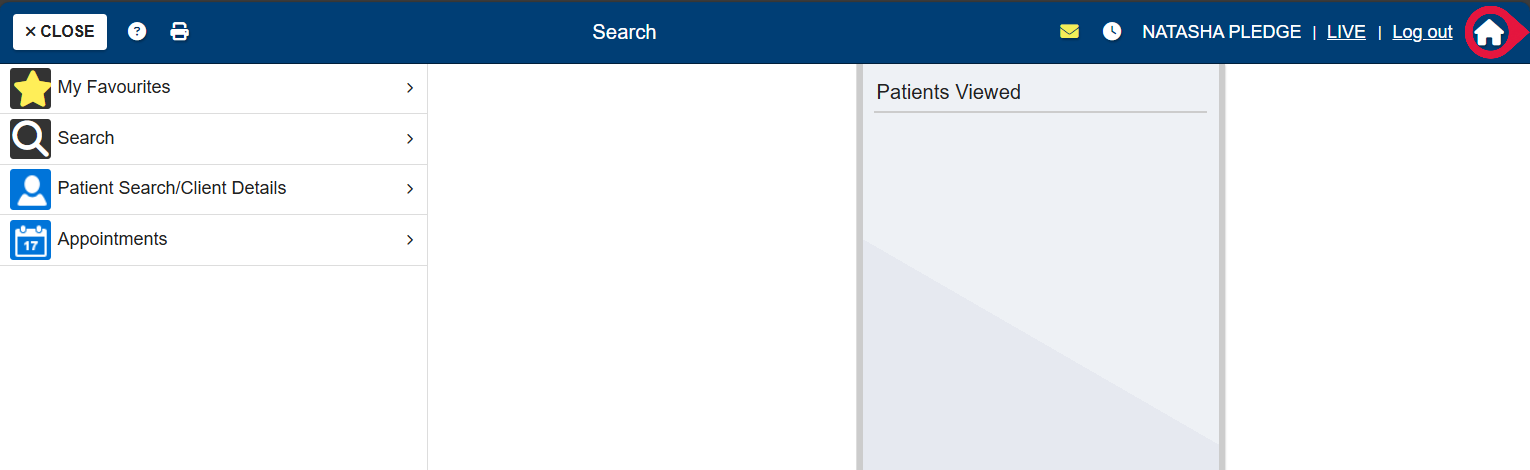 × CLOSE ? Search NATASHA PLEDGE | LIVE | Log out
My Favourites
Search
Patient Search/Client Details
17 Appointments
Patients Viewed